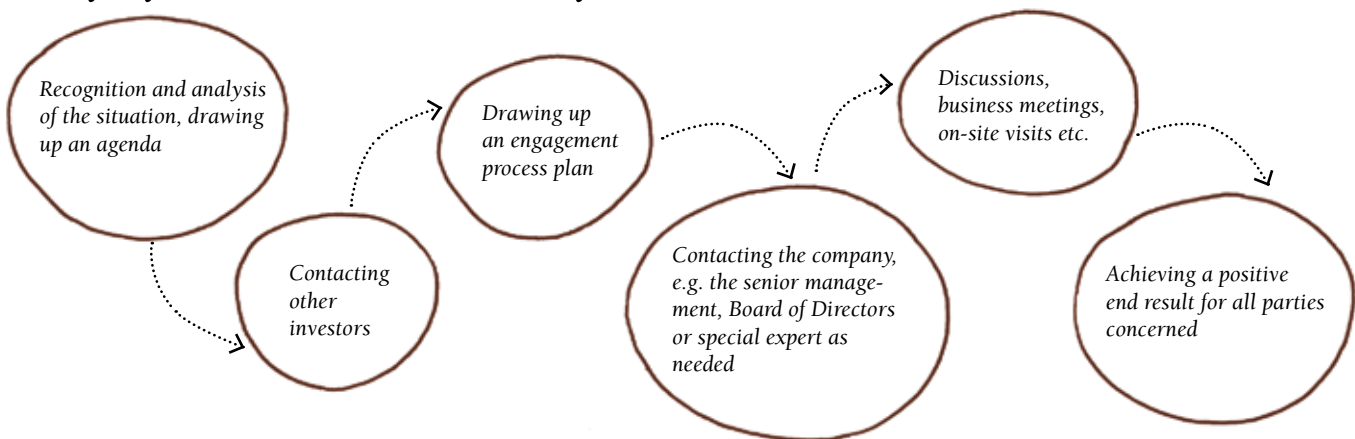 Recognition and analysis
of the situation, drawing
up an agenda
Contacting
other
investors
Drawing up
an engagement
process plan
Contacting the company,
e.g. the senior manage-
ment, Board of Directors
or special expert as
needed
Discussions,
business meetings,
on-site visits etc.
Achieving a positive
end result for all parties
concerned